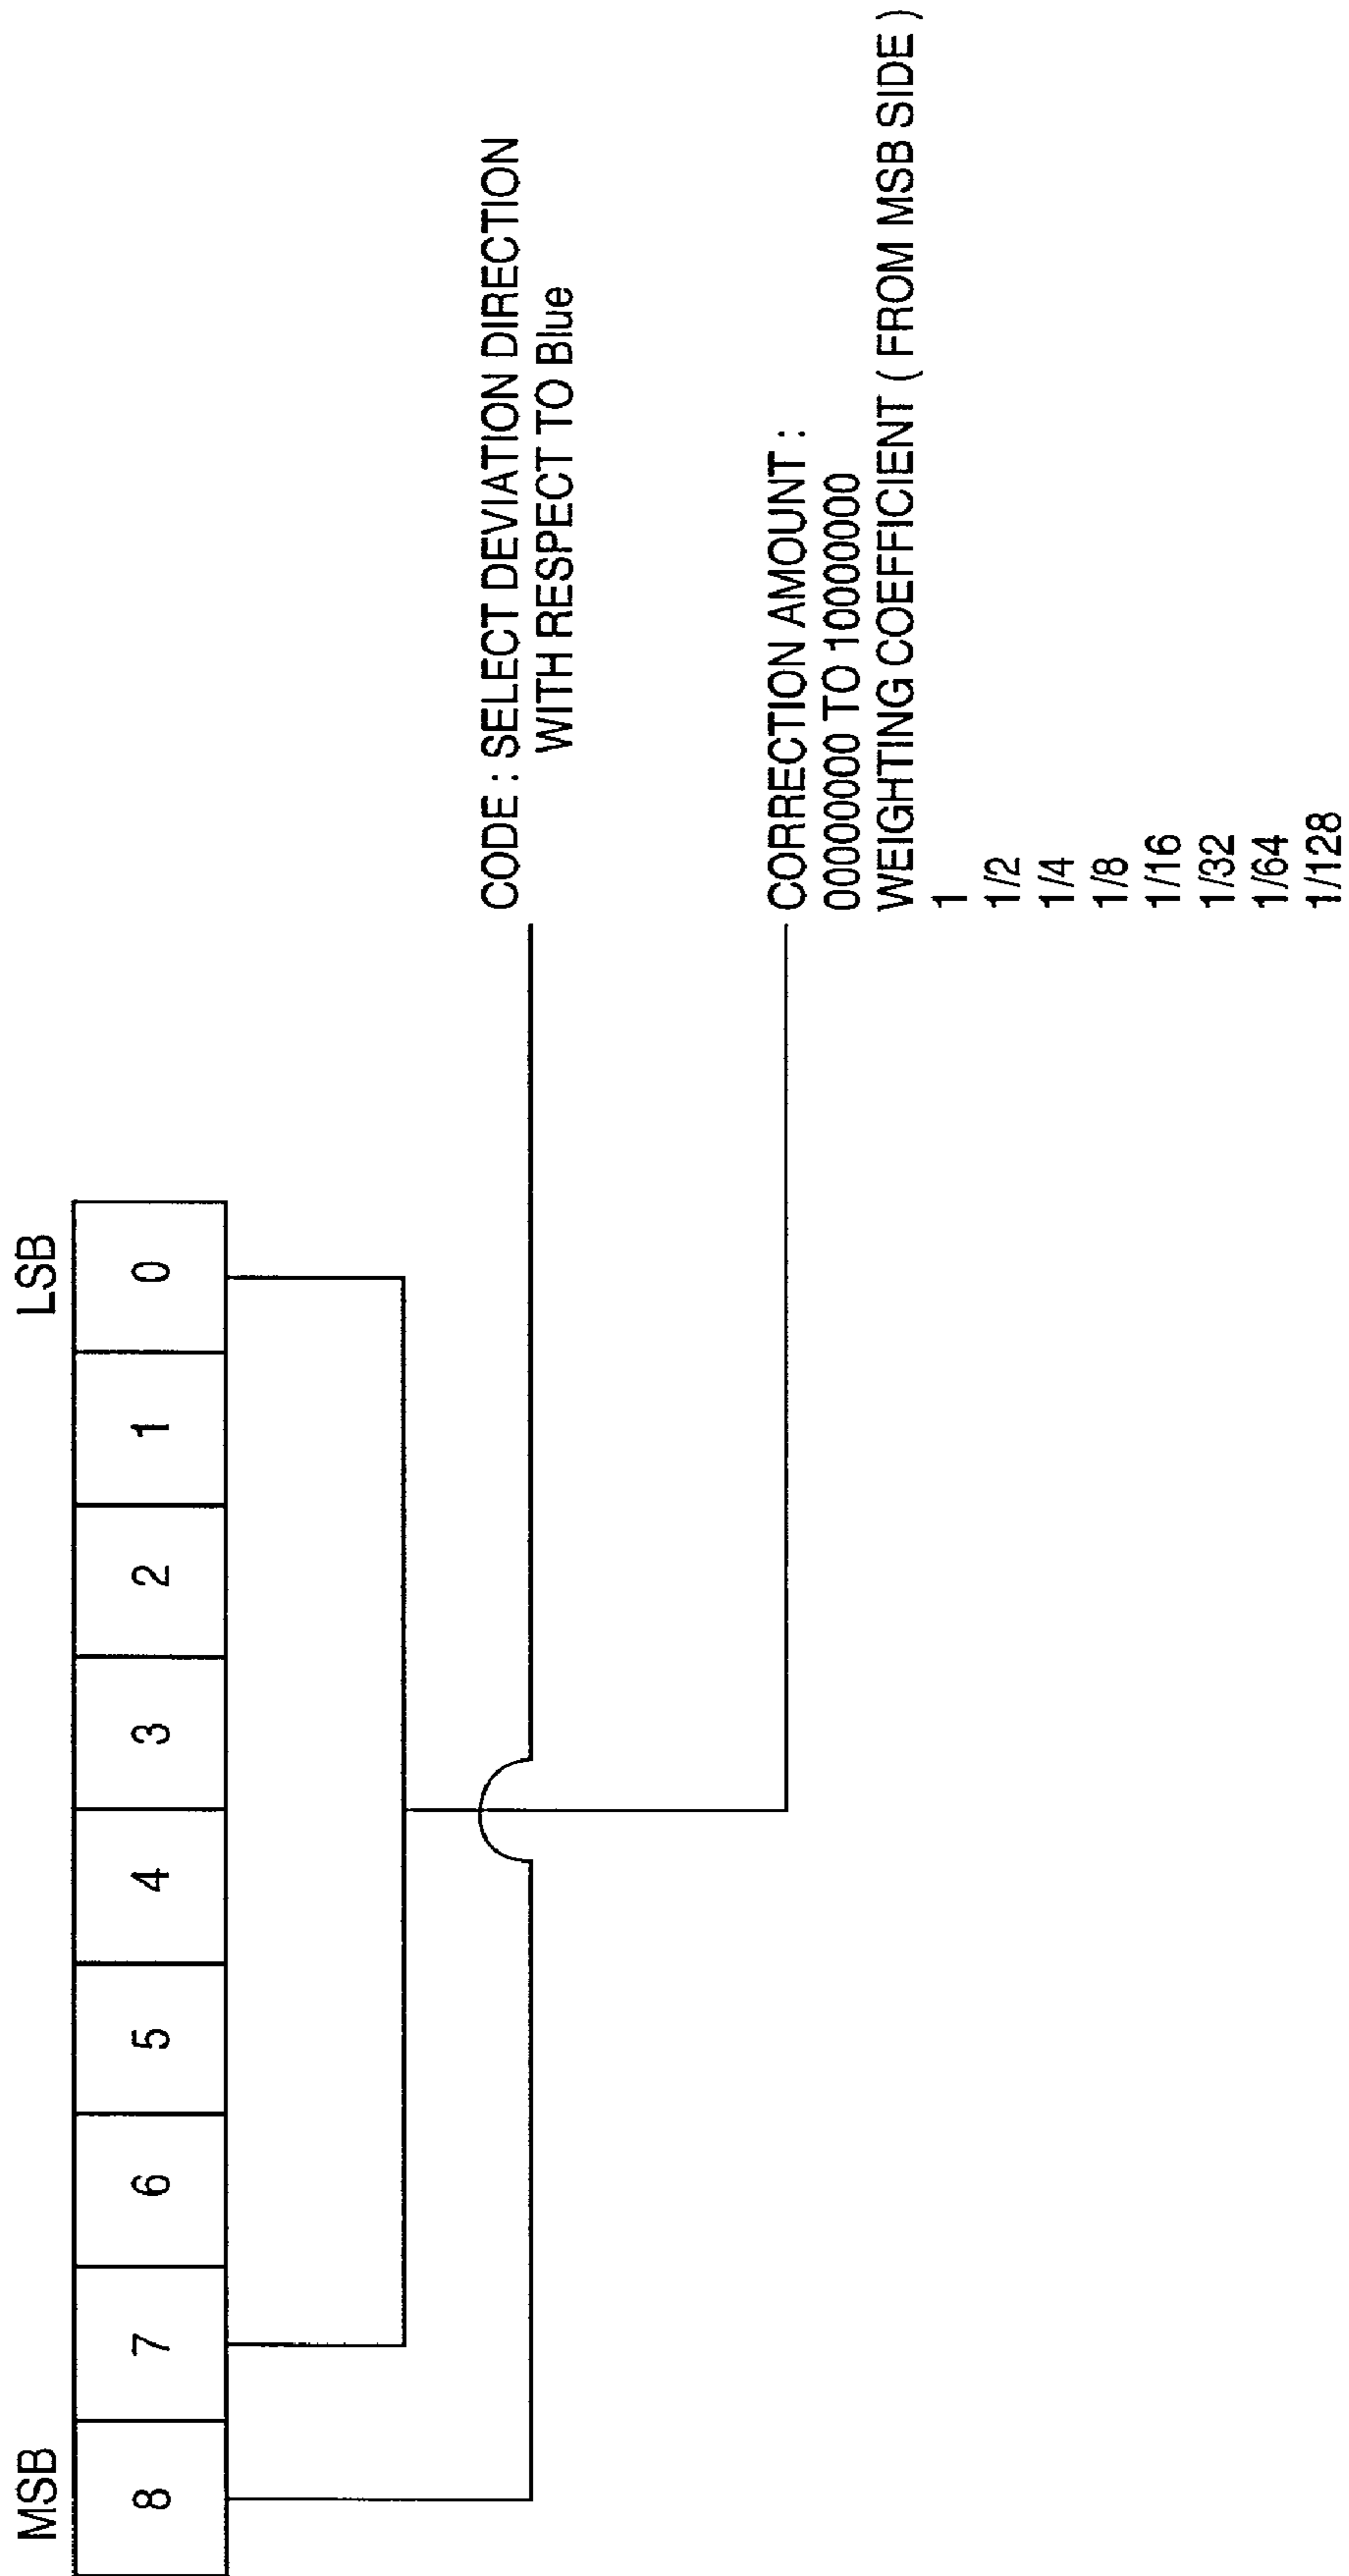 MSB LSB
8 7 6 5 4 3 2 1 0
CODE : SELECT DEVIATION DIRECTION
WITH RESPECT TO Blue
CORRECTION AMOUNT :
00000000 TO 10000000
WEIGHTING COEFFICIENT ( FROM MSB SIDE )
1
1/2
1/4
1/8
1/16
1/32
1/64
1/128